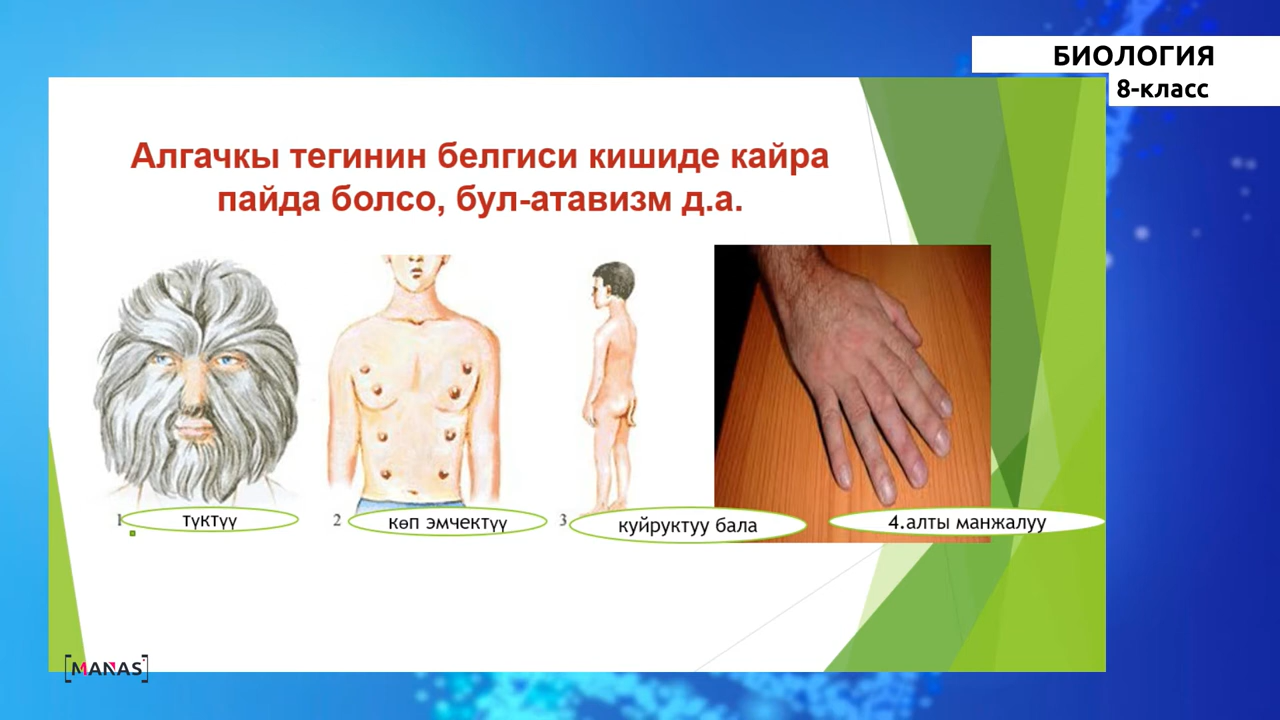 БИОЛОГИЯ
8-класс
Алгачкы тегинин белгиси кишиде кайра
пайда болсо, бул-атавизм д.а.
1 түктүү
2 көп эмчектүү
3 куйруктуу бала
4.алты манжалуу
[MANAS]